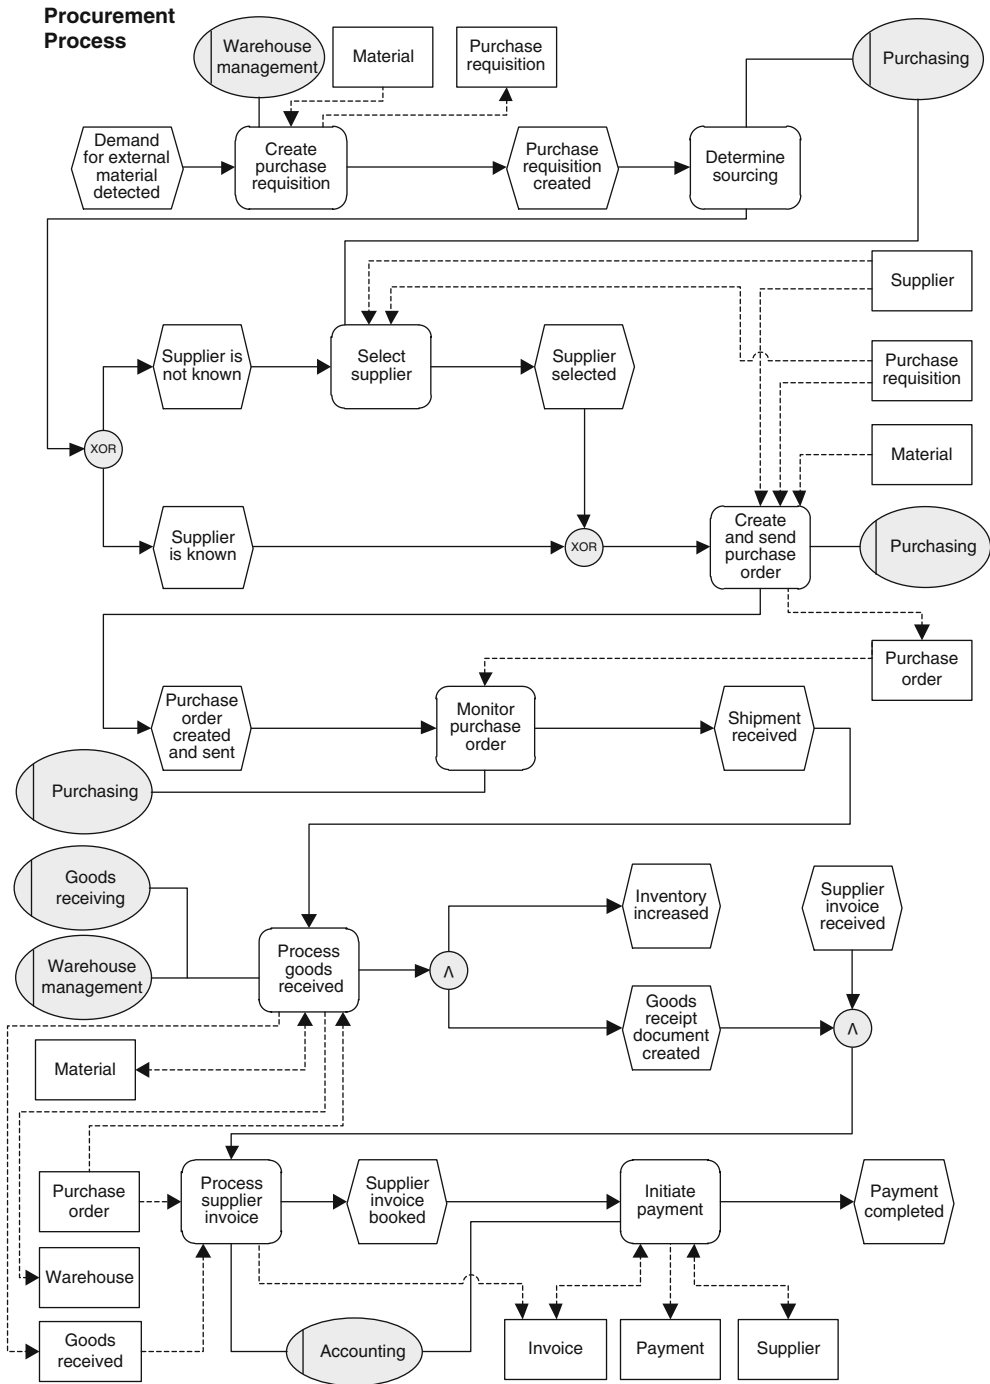 Procurement
Process
Warehouse
management
Material
Purchase
requisition
Purchasing
Demand
for external
material
detected
Create
purchase
requisition
Purchase
requisition
created
Determine
sourcing
Supplier
Supplier is
not known
Select
supplier
Supplier
selected
Purchase
requisition
XOR
Material
Supplier
is known
XOR
Create
and send
purchase
order
Purchasing
Purchase
order
Purchase
order
created
and sent
Monitor
purchase
order
Shipment
received
Purchasing
Goods
receiving
Inventory
increased
Supplier
invoice
received
Warehouse
management
Process
goods
received
Λ
Goods
receipt
document
created
Λ
Material
Purchase
order
Process
supplier
invoice
Supplier
invoice
booked
Initiate
payment
Payment
completed
Warehouse
Goods
received
Accounting
Invoice
Payment
Supplier